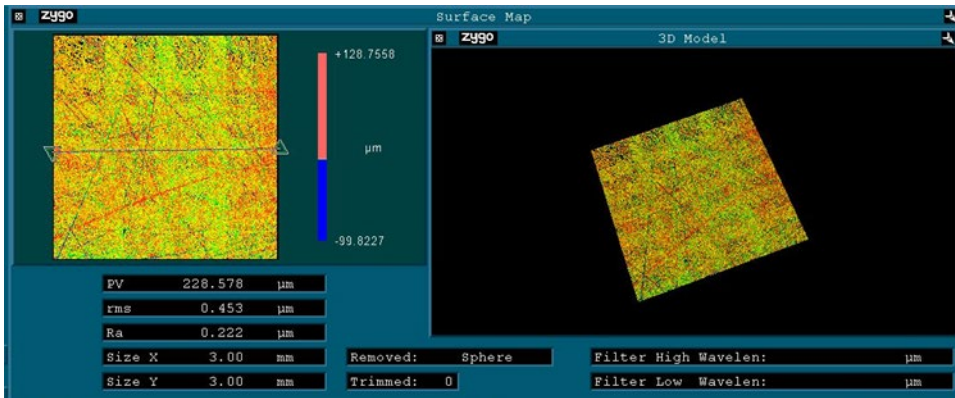 zygo Surface Map
zygo 3D Model
+128.7558
µm
-99.8227
PV 228.578 µm
rms 0.453 µm
Ra 0.222 µm
Size X 3.00 mm
Size Y 3.00 mm
Removed: Sphere
Trimmed: 0
Filter High Wavelen: µm
Filter Low Wavelen: µm